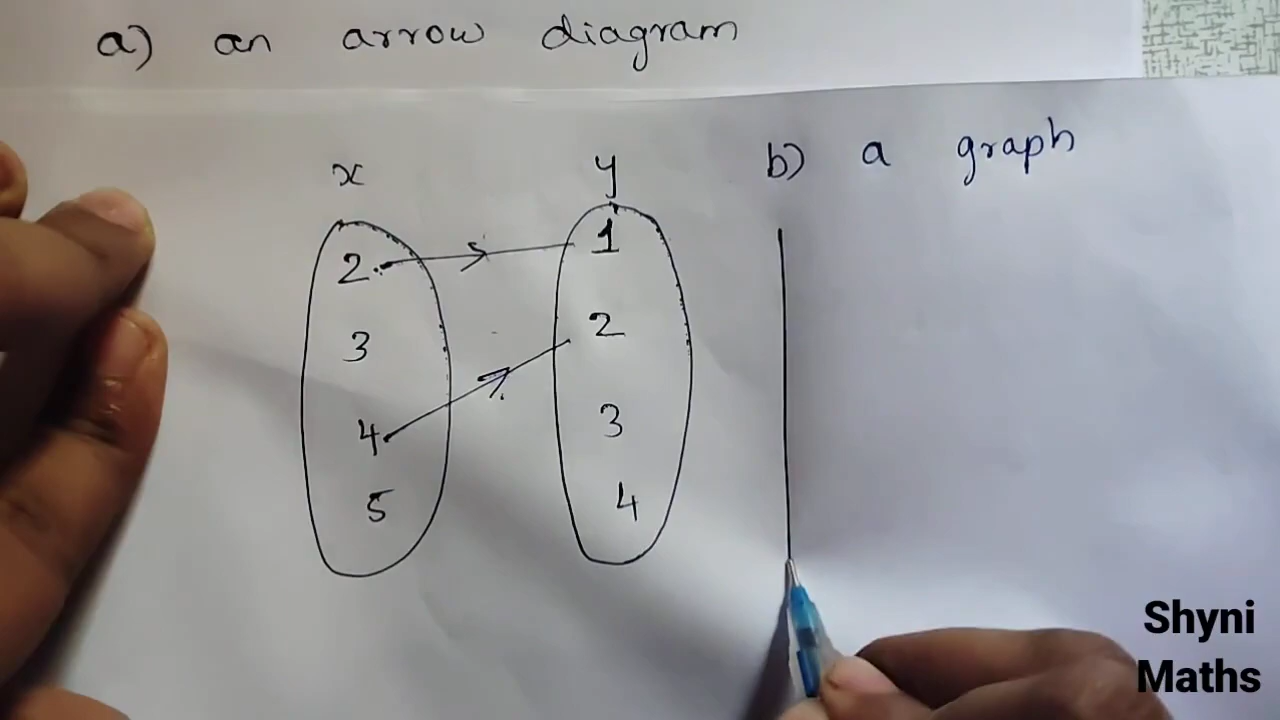 a) an arrow diagram
b) a graph
x y
2 1
3 2
4 3
5 4
Shyni
Maths